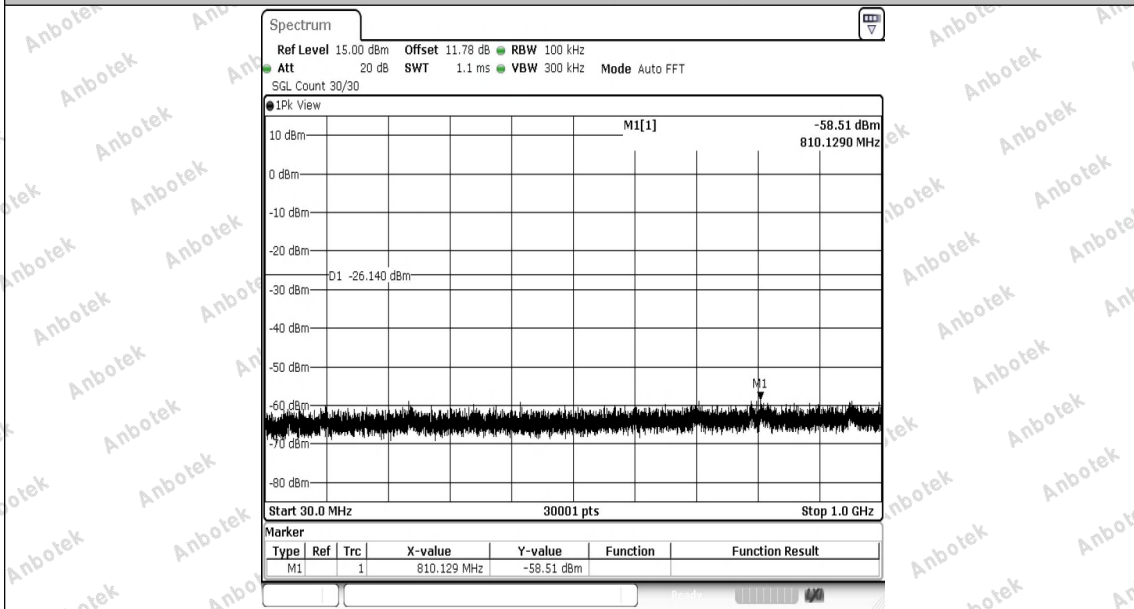 Spectrum
Ref Level 15.00 dBm Offset 11.78 dB RBW 100 kHz
Att 20 dB SWT 1.1 ms VBW 300 kHz Mode Auto FFT
SGL Count 30/30
1Pk View
M1[1] -58.51 dBm
810.1290 MHz
10 dBm
0 dBm
-10 dBm
-20 dBm
D1 -26.140 dBm
-30 dBm
-40 dBm
-50 dBm
M1
-60 dBm
-70 dBm
-80 dBm
Start 30.0 MHz 30001 pts Stop 1.0 GHz
Marker
Type Ref Trc X-value Y-value Function Function Result
M1 1 810.129 MHz -58.51 dBm
Ready
Anbotek